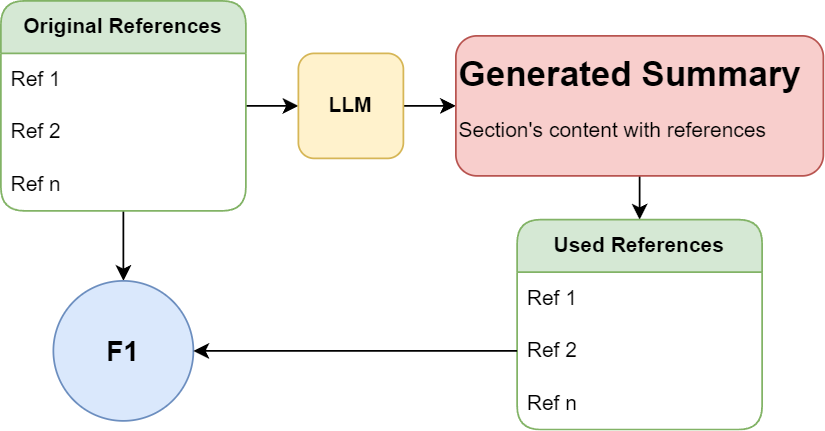 Original References
Ref 1
Ref 2
Ref n
LLM
Generated Summary
Section's content with references
Used References
Ref 1
Ref 2
Ref n
F1